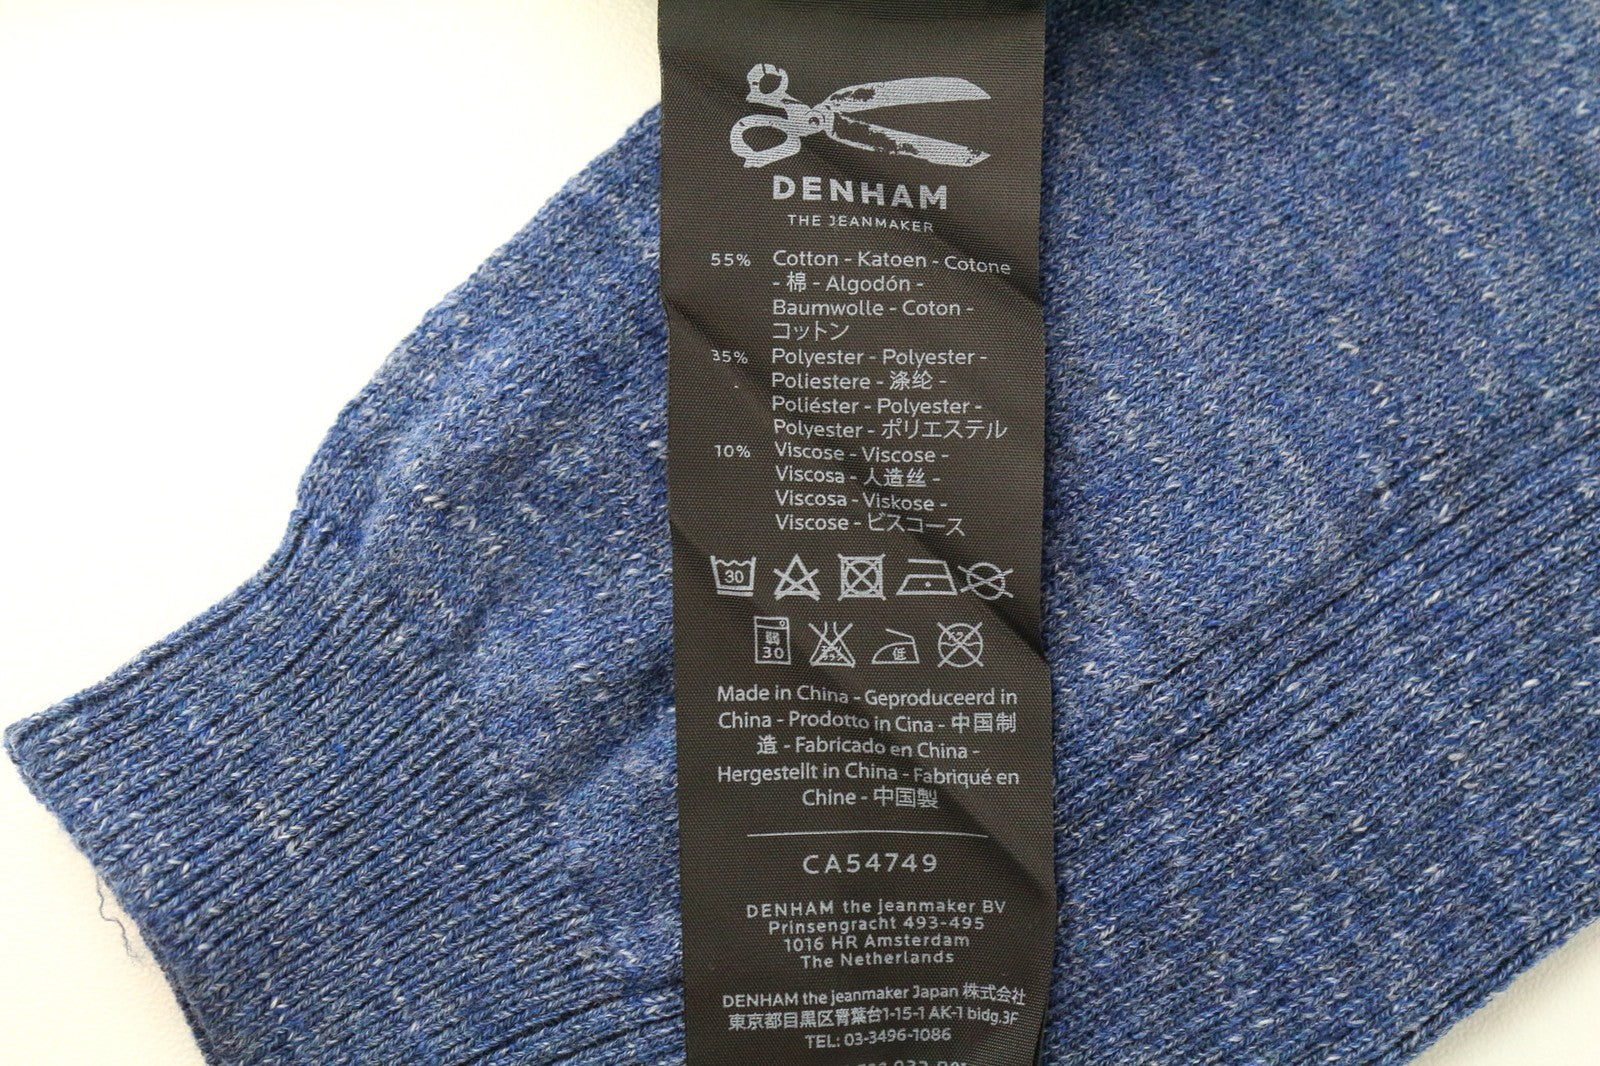 DENHAM
THE JEANMAKER
55% Cotton - Katoen - Cotone
- 棉 - Algodón -
Baumwolle - Coton -
コットン
35% Polyester - Polyester -
Poliestere - 涤纶 -
Poliéster - Polyester -
Polyester - ポリエステル
10% Viscose - Viscose -
Viscosa - 人造丝 -
Viscosa - Viskose -
Viscose - ビスコース
30
弱 30 低
Made in China - Geproduceerd in
China - Prodotto in Cina - 中国制
造 - Fabricado en China -
Hergestellt in China - Fabriqué en
Chine - 中国製
CA54749
DENHAM the Jeanmaker BV
Prinsengracht 493-495
1016 HR Amsterdam
The Netherlands
DENHAM the jeanmaker Japan 株式会社
東京都目黒区青葉台1-15-1 AK-1 bidg.3F
TEL: 03-3496-1086